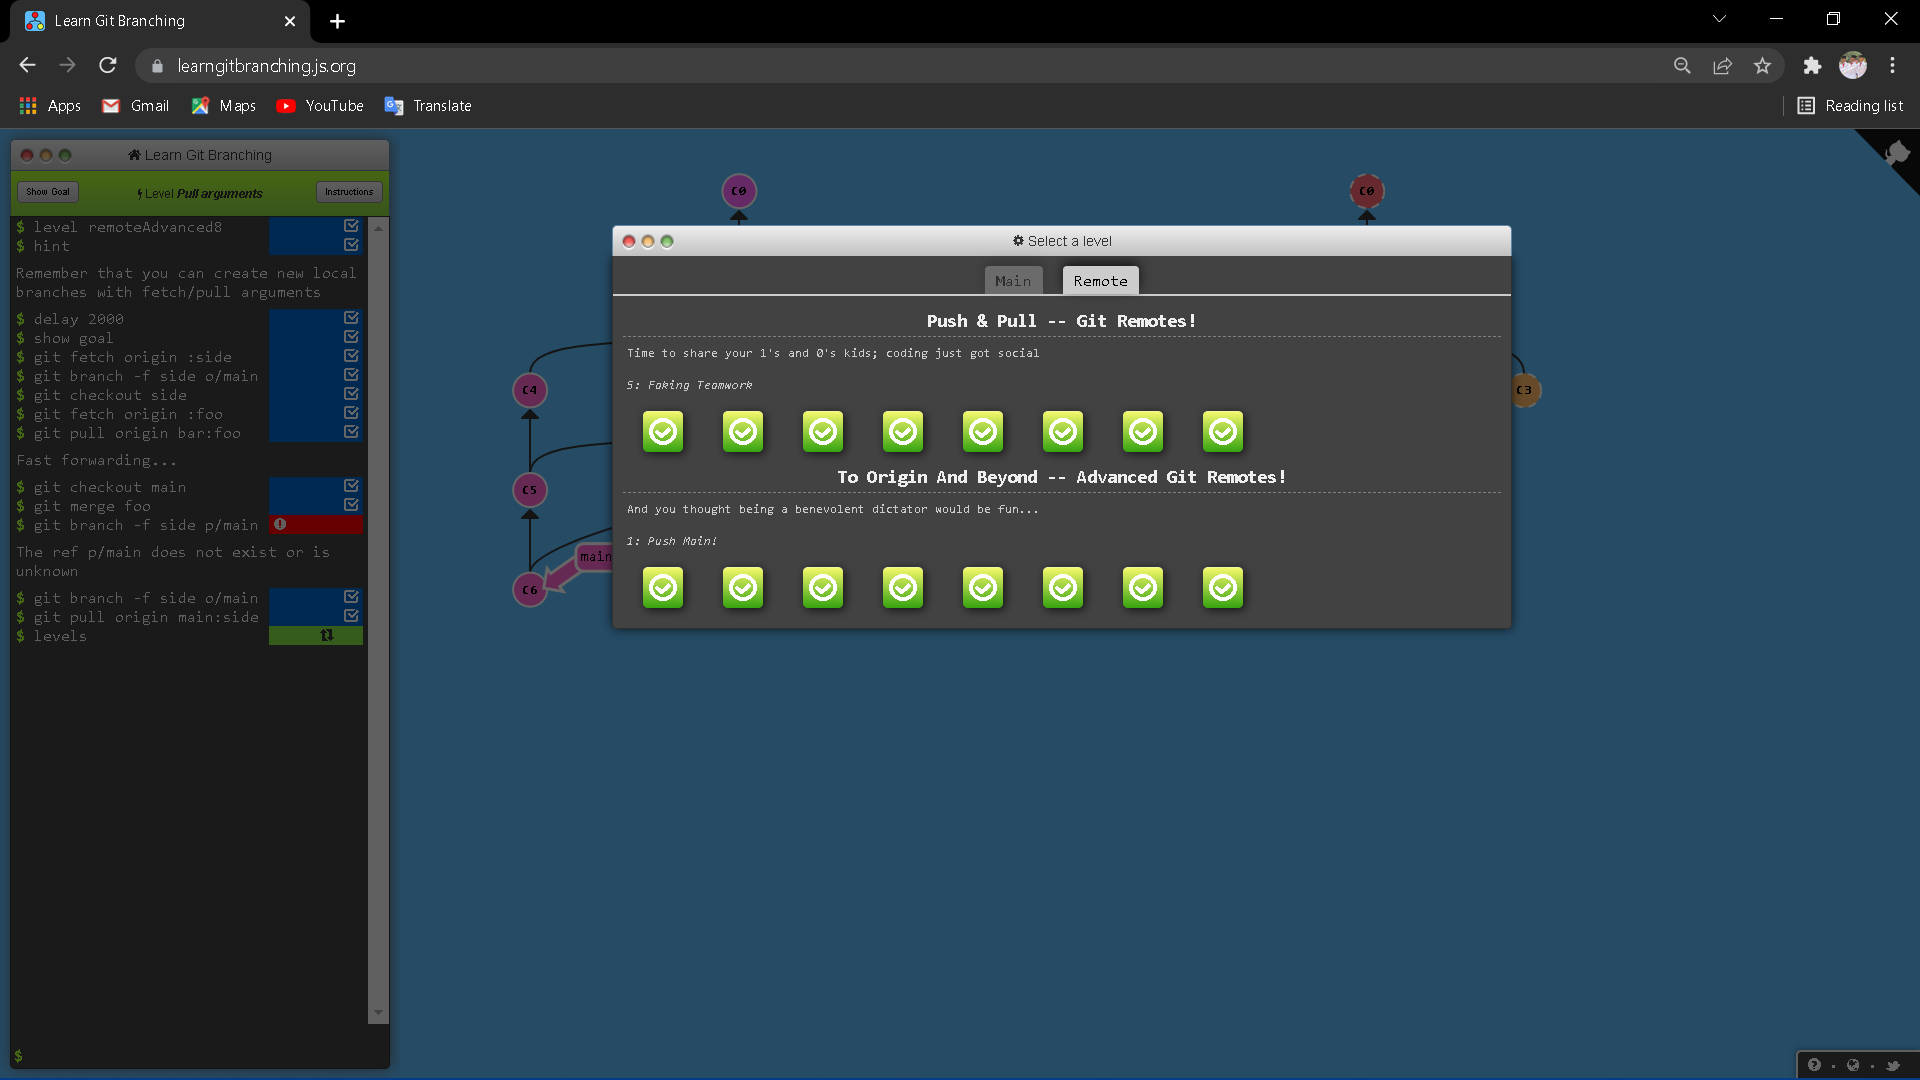 Learn Git Branching
learngitbranching.js.org
Apps
Gmail
Maps
YouTube
Translate
Reading list
Learn Git Branching
Show Goal
Level Pull arguments
Instructions
$ level remoteAdvanced8
$ hint
Remember that you can create new local
branches with fetch/pull arguments
$ delay 2000
$ show goal
$ git fetch origin :side
$ git branch -f side o/main
$ git checkout side
$ git fetch origin :foo
$ git pull origin bar:foo
Fast forwarding...
$ git checkout main
$ git merge foo
$ git branch -f side p/main
The ref p/main does not exist or is
unknown
$ git branch -f side o/main
$ git pull origin main:side
$ levels
$
C0
C0
C4
C5
C6
main
C3
Select a level
Main
Remote
Push & Pull -- Git Remotes!
Time to share your 1's and 0's kids; coding just got social
5: Faking Teamwork
To Origin And Beyond -- Advanced Git Remotes!
And you thought being a benevolent dictator would be fun...
1: Push Main!